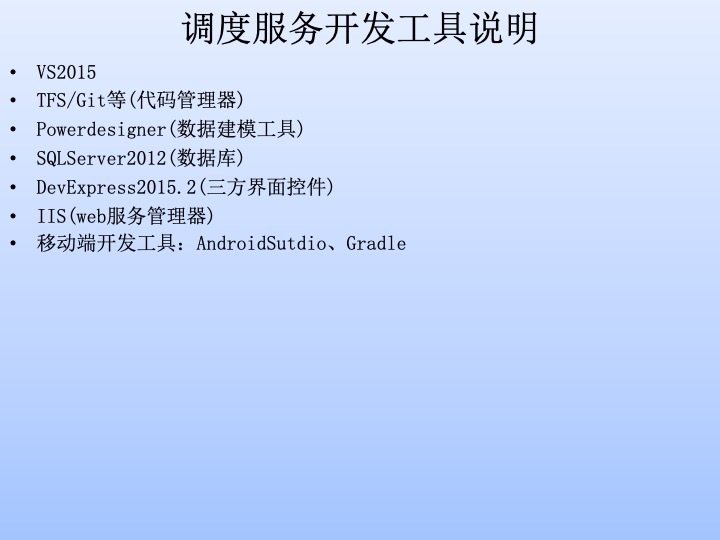 调度服务开发工具说明
• VS2015
• TFS/Git等(代码管理器)
• Powerdesigner(数据建模工具)
• SQLServer2012(数据库)
• DevExpress2015.2(三方界面控件)
• IIS(web服务管理器)
• 移动端开发工具：AndroidSutdio、Gradle